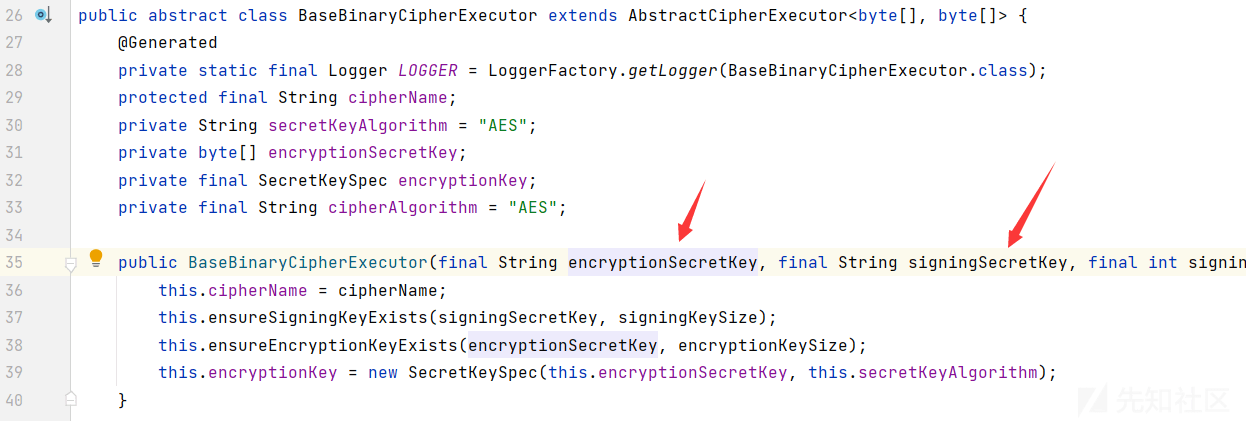 26 public abstract class BaseBinaryCipherExecutor extends AbstractCipherExecutor<byte[], byte[]> {
27 @Generated
28 private static final Logger LOGGER = LoggerFactory.getLogger(BaseBinaryCipherExecutor.class);
29 protected final String cipherName;
30 private String secretKeyAlgorithm = "AES";
31 private byte[] encryptionSecretKey;
32 private final SecretKeySpec encryptionKey;
33 private final String cipherAlgorithm = "AES";
34
35 public BaseBinaryCipherExecutor(final String encryptionSecretKey, final String signingSecretKey, final int signin
36 this.cipherName = cipherName;
37 this.ensureSigningKeyExists(signingSecretKey, signingKeySize);
38 this.ensureEncryptionKeyExists(encryptionSecretKey, encryptionKeySize);
39 this.encryptionKey = new SecretKeySpec(this.encryptionSecretKey, this.secretKeyAlgorithm);
40 }
先知社区